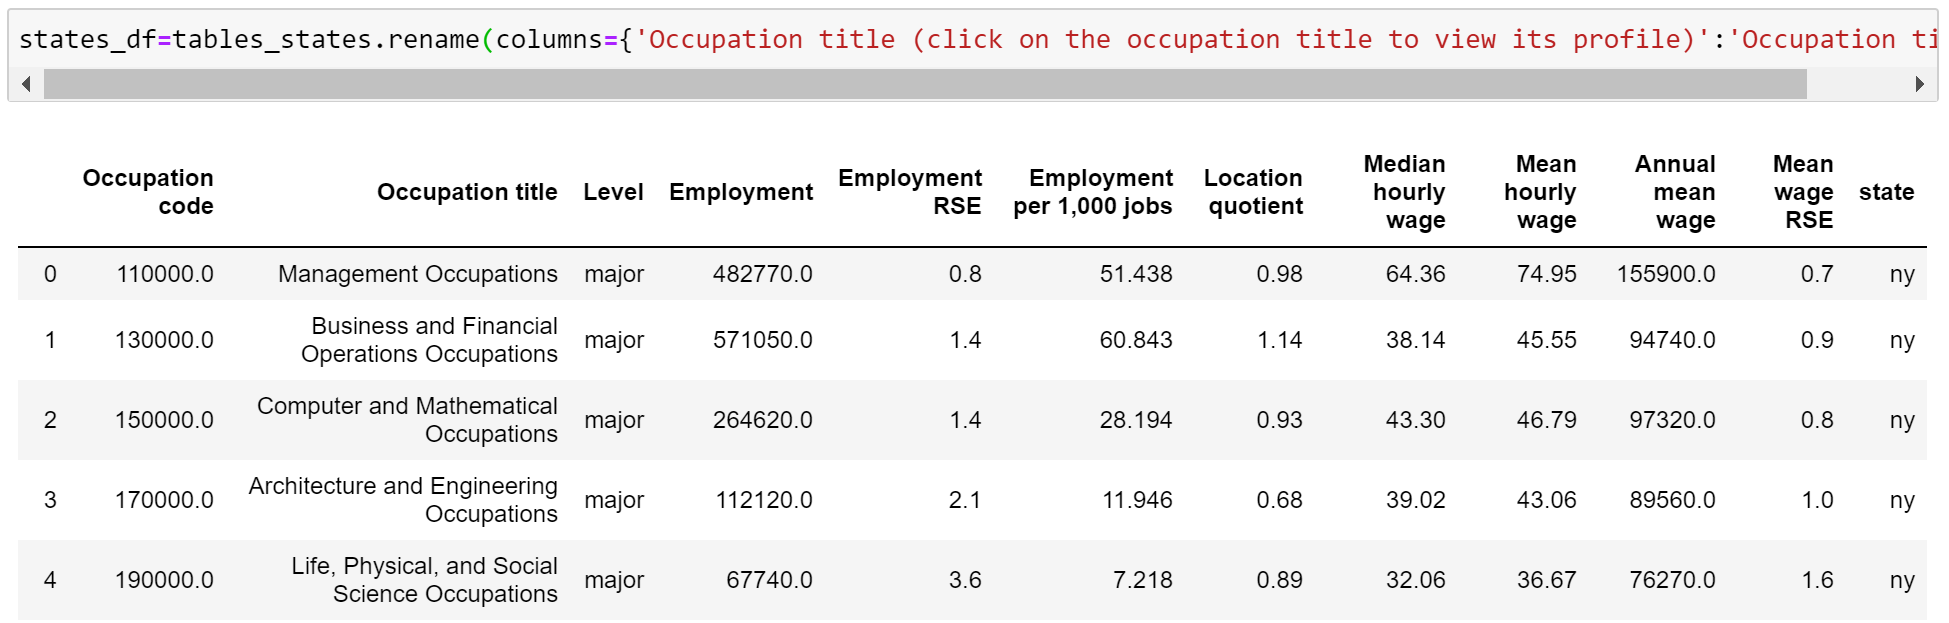 states_df=tables_states.rename(columns={'Occupation title (click on the occupation title to view its profile)':'Occupation ti
Occupation code Occupation title Level Employment Employment RSE Employment per 1,000 jobs Location quotient Median hourly wage Mean hourly wage Annual mean wage Mean wage RSE state
0 110000.0 Management Occupations major 482770.0 0.8 51.438 0.98 64.36 74.95 155900.0 0.7 ny
1 130000.0 Business and Financial Operations Occupations major 571050.0 1.4 60.843 1.14 38.14 45.55 94740.0 0.9 ny
2 150000.0 Computer and Mathematical Occupations major 264620.0 1.4 28.194 0.93 43.30 46.79 97320.0 0.8 ny
3 170000.0 Architecture and Engineering Occupations major 112120.0 2.1 11.946 0.68 39.02 43.06 89560.0 1.0 ny
4 190000.0 Life, Physical, and Social Science Occupations major 67740.0 3.6 7.218 0.89 32.06 36.67 76270.0 1.6 ny